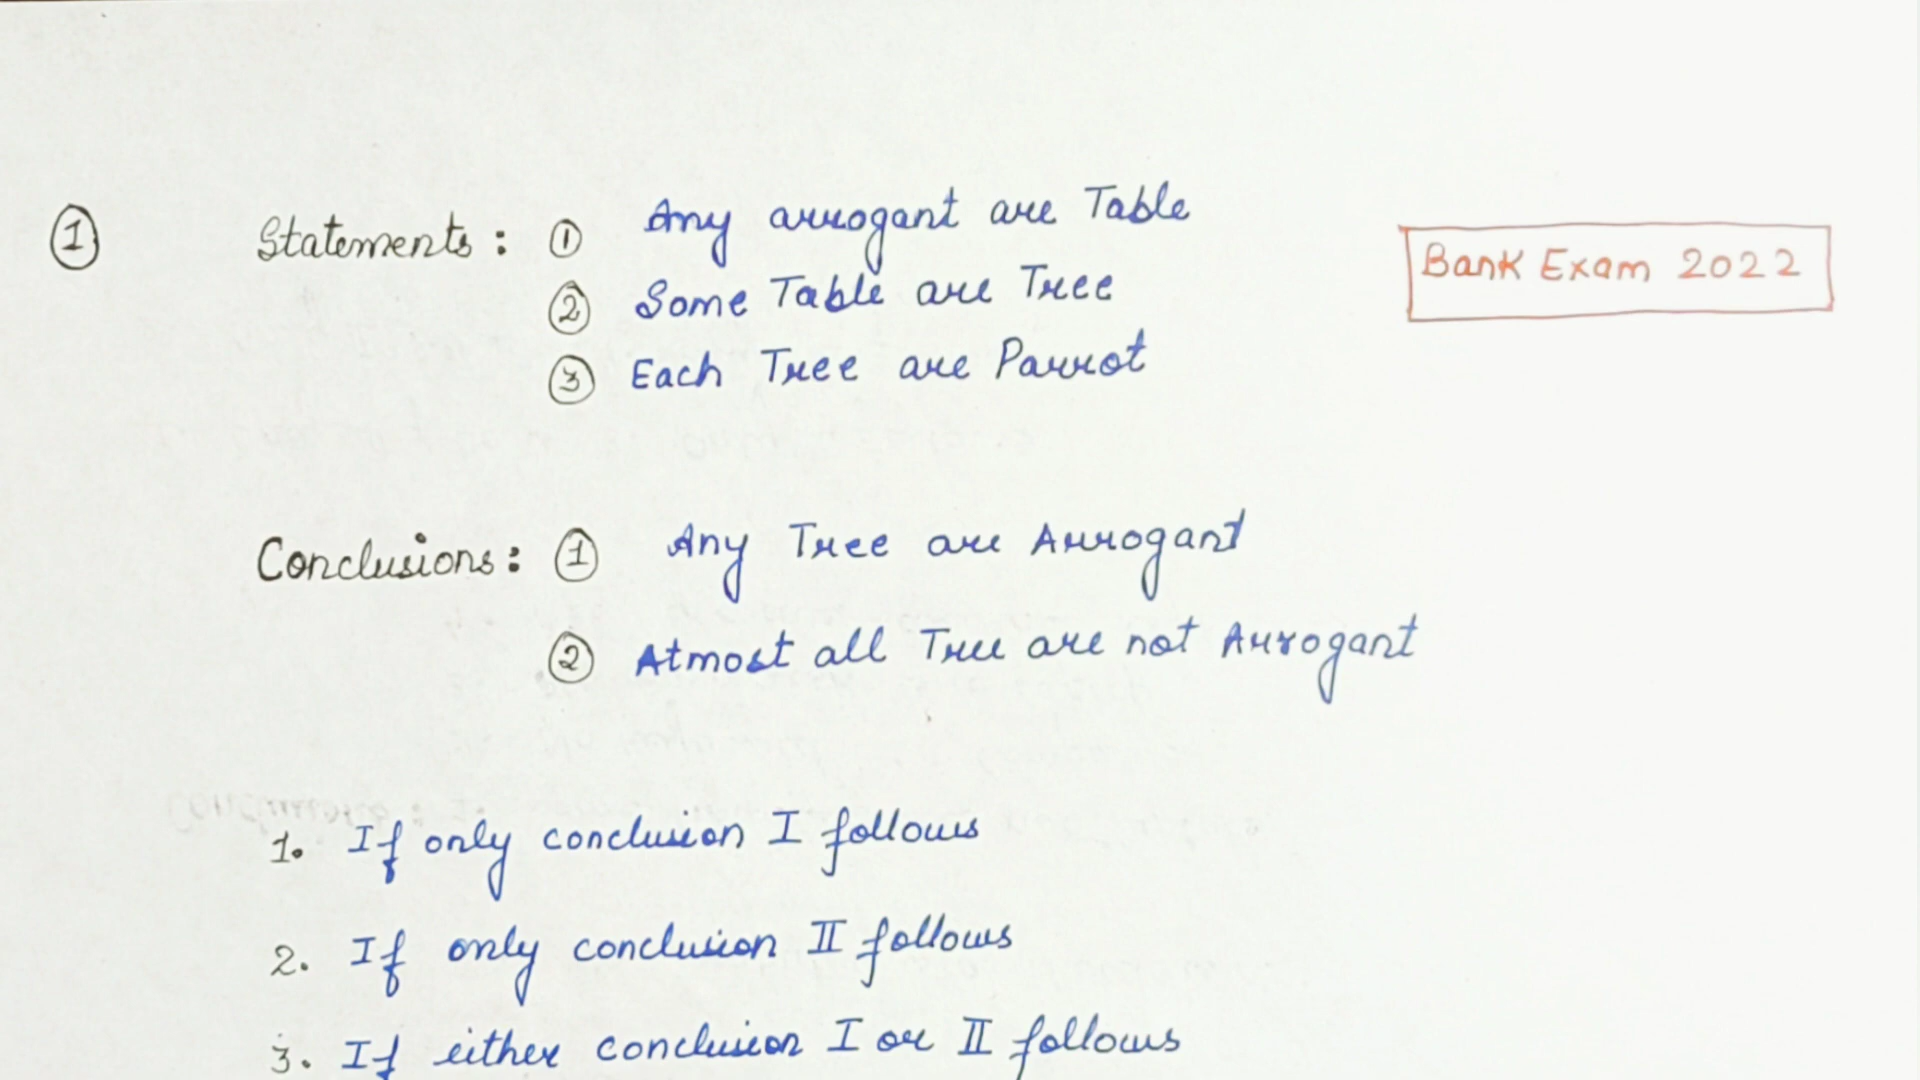 ① Statements : ① Any arrogant are Table
② Some Table are Tree
③ Each Tree are Parrot
Bank Exam 2022
Conclusions : ① Any Tree are Arrogant
② Atmost all Tree are not Arrogant
1. If only conclusion I follows
2. If only conclusion II follows
3. If either conclusion I or II follows